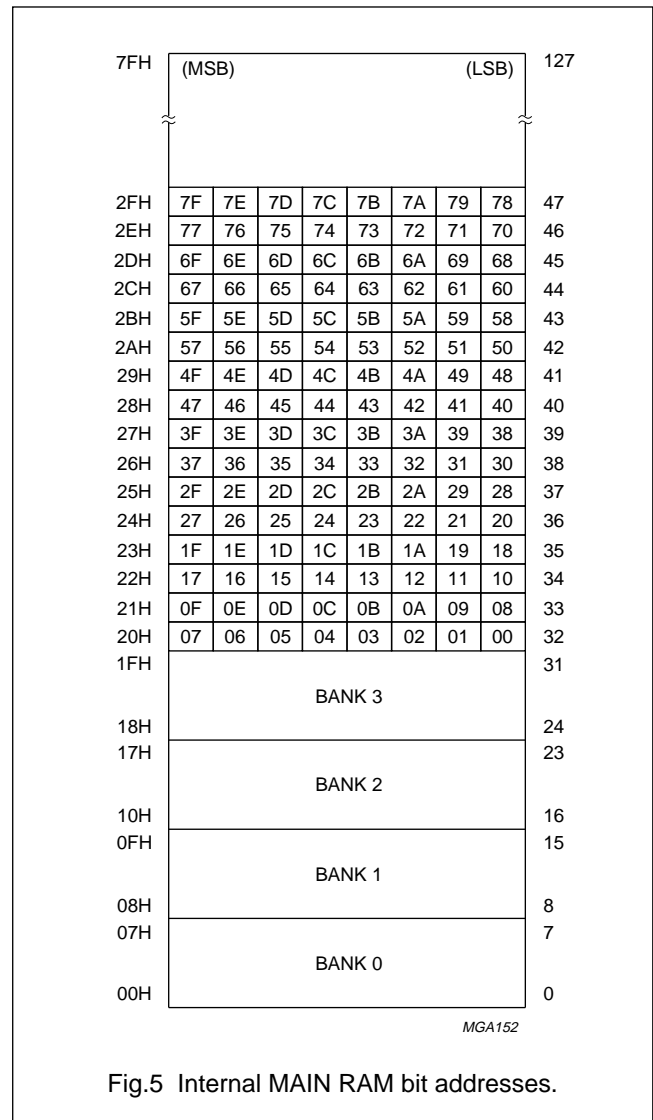 7FH (MSB) (LSB) 127
2FH 7F 7E 7D 7C 7B 7A 79 78 47
2EH 77 76 75 74 73 72 71 70 46
2DH 6F 6E 6D 6C 6B 6A 69 68 45
2CH 67 66 65 64 63 62 61 60 44
2BH 5F 5E 5D 5C 5B 5A 59 58 43
2AH 57 56 55 54 53 52 51 50 42
29H 4F 4E 4D 4C 4B 4A 49 48 41
28H 47 46 45 44 43 42 41 40 40
27H 3F 3E 3D 3C 3B 3A 39 38 39
26H 37 36 35 34 33 32 31 30 38
25H 2F 2E 2D 2C 2B 2A 29 28 37
24H 27 26 25 24 23 22 21 20 36
23H 1F 1E 1D 1C 1B 1A 19 18 35
22H 17 16 15 14 13 12 11 10 34
21H 0F 0E 0D 0C 0B 0A 09 08 33
20H 07 06 05 04 03 02 01 00 32
1FH 31
BANK 3
18H 24
17H 23
BANK 2
10H 16
0FH 15
BANK 1
08H 8
07H 7
BANK 0
00H 0
MGA152
Fig.5 Internal MAIN RAM bit addresses.